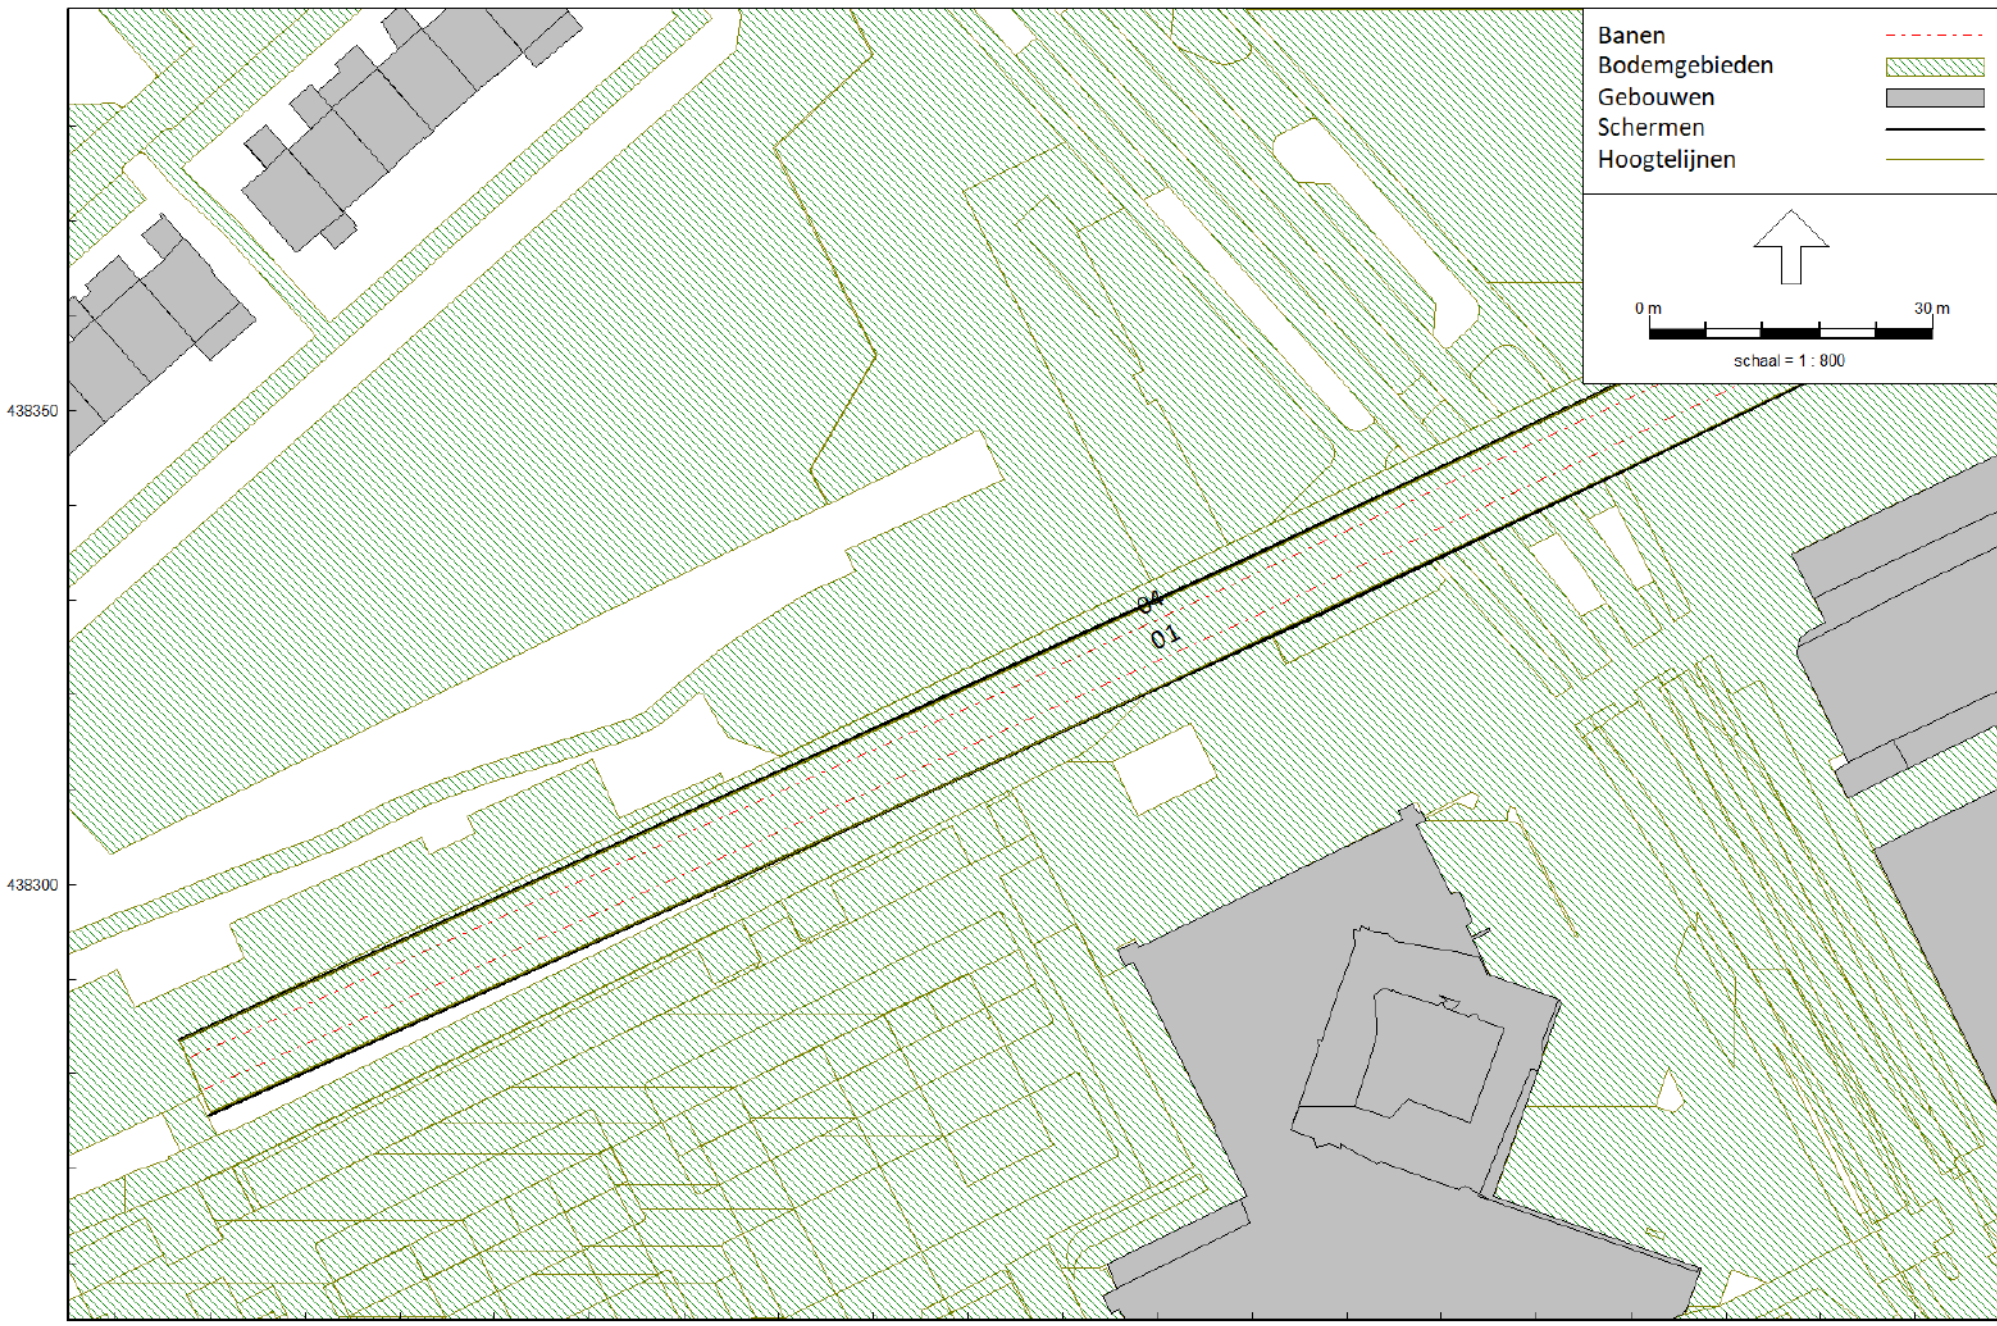 Banen
Bodemgebieden
Gebouwen
Schermen
Hoogtelijnen
0 m 30 m
schaal = 1 : 800
438350
04
01
438300